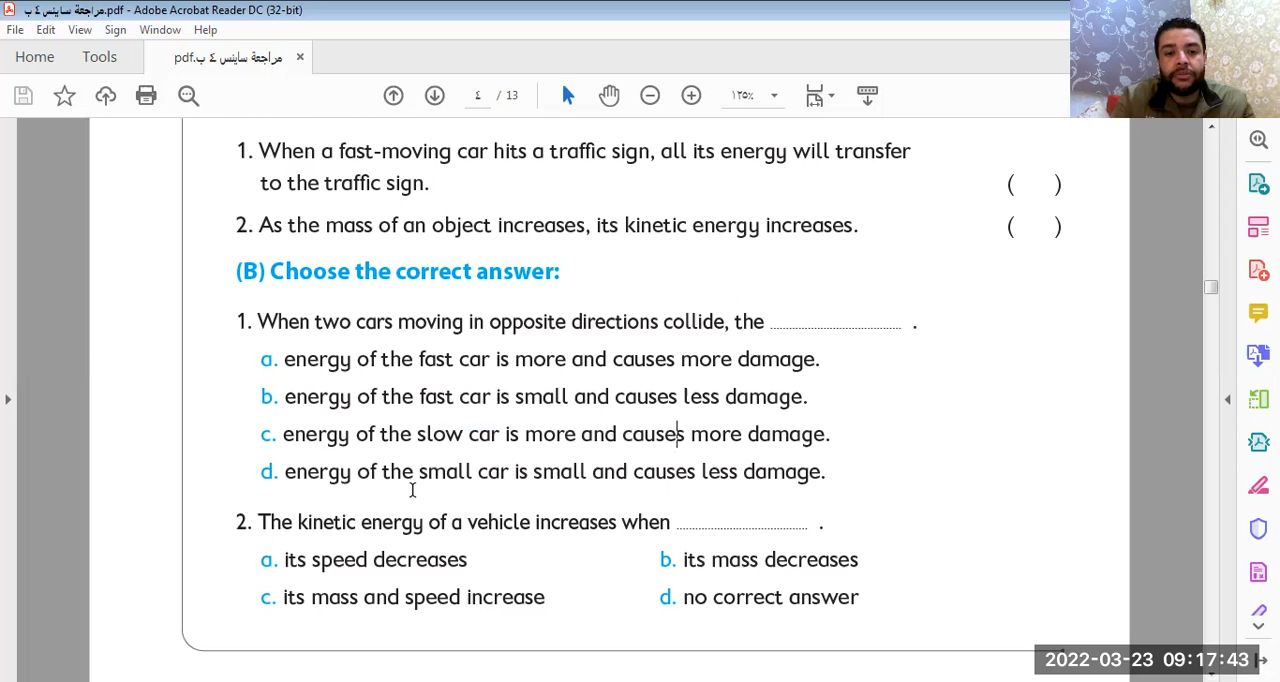 مراجعة ساينس ٤ ب.pdf - Adobe Acrobat Reader DC (32-bit)
File Edit View Sign Window Help
Home Tools مراجعة ساينس ٤ ب.pdf ×
٤ / 13 ١٢٥٪
1. When a fast-moving car hits a traffic sign, all its energy will transfer
to the traffic sign. ( )
2. As the mass of an object increases, its kinetic energy increases. ( )
(B) Choose the correct answer:
1. When two cars moving in opposite directions collide, the ........................................ .
a. energy of the fast car is more and causes more damage.
b. energy of the fast car is small and causes less damage.
c. energy of the slow car is more and causes more damage.
d. energy of the small car is small and causes less damage.
2. The kinetic energy of a vehicle increases when ........................................ .
a. its speed decreases b. its mass decreases
c. its mass and speed increase d. no correct answer
2022-03-23 09:17:43